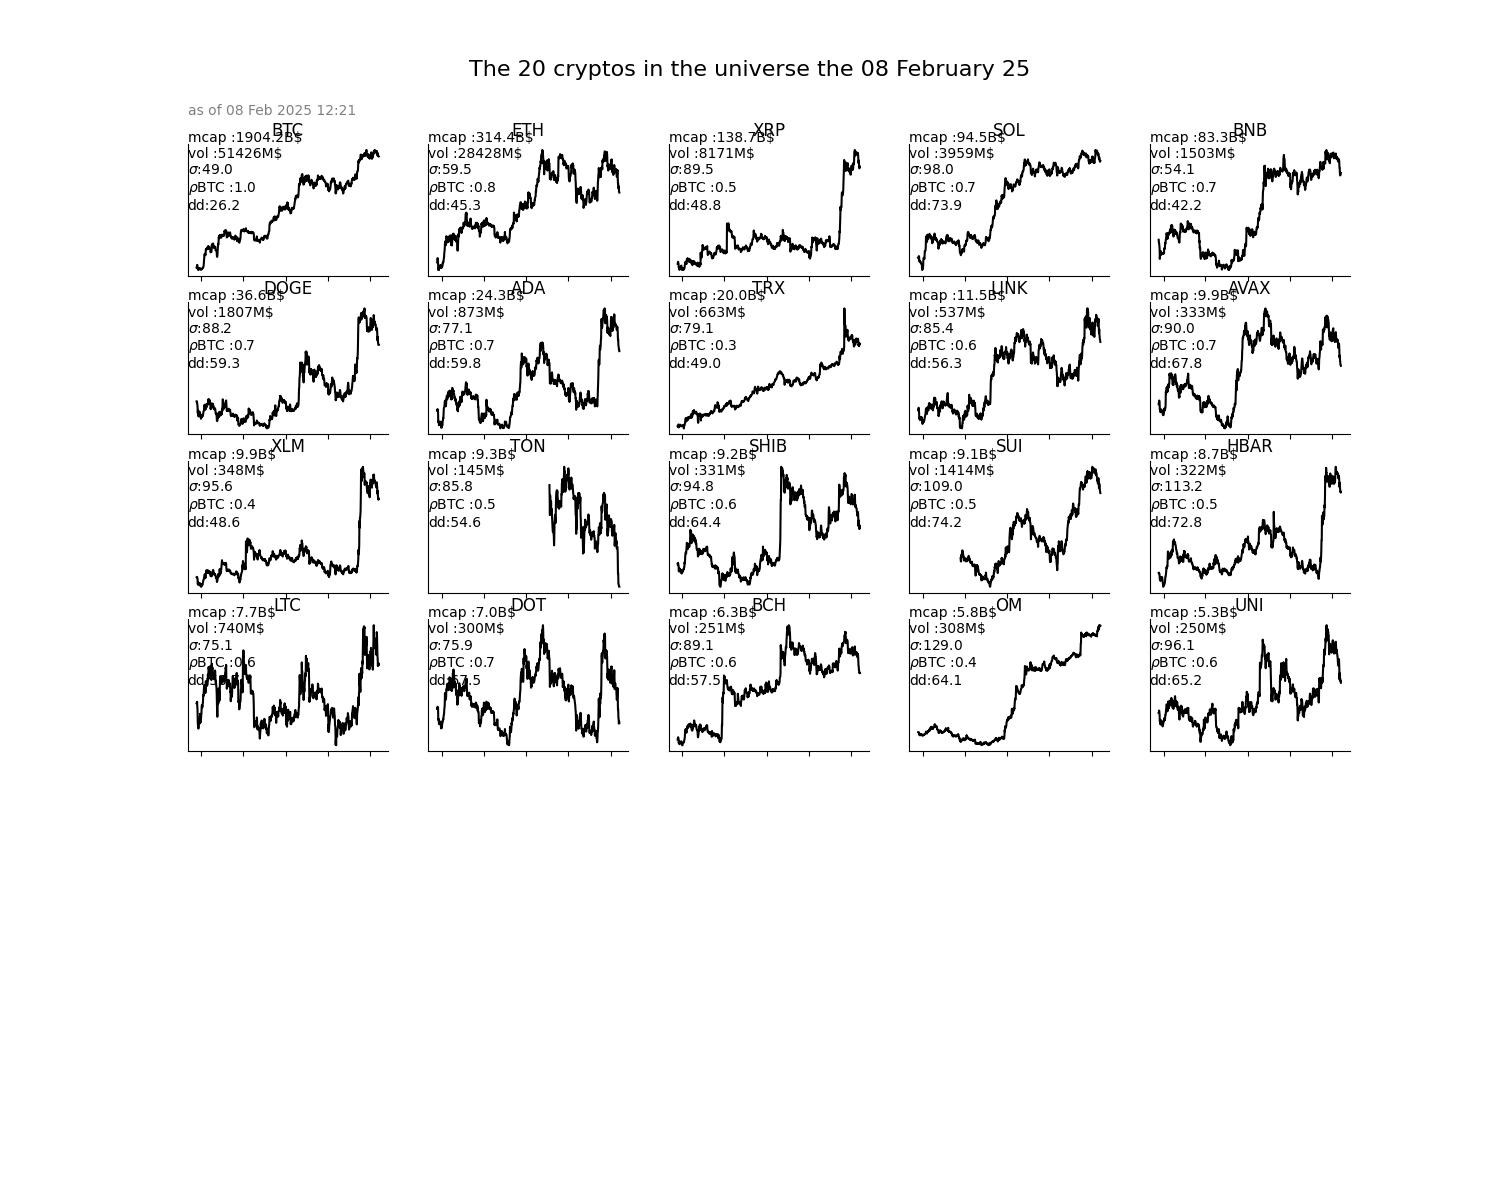 The 20 cryptos in the universe the 08 February 25
as of 08 Feb 2025 12:21
BTC
mcap :1904.2B$
vol :51426M$
σ:49.0
ρBTC :1.0
dd:26.2
ETH
mcap :314.4B$
vol :28428M$
σ:59.5
ρBTC :0.8
dd:45.3
XRP
mcap :138.7B$
vol :8171M$
σ:89.5
ρBTC :0.5
dd:48.8
SOL
mcap :94.5B$
vol :3959M$
σ:98.0
ρBTC :0.7
dd:73.9
BNB
mcap :83.3B$
vol :1503M$
σ:54.1
ρBTC :0.7
dd:42.2
DOGE
mcap :36.6B$
vol :1807M$
σ:88.2
ρBTC :0.7
dd:59.3
ADA
mcap :24.3B$
vol :873M$
σ:77.1
ρBTC :0.7
dd:59.8
TRX
mcap :20.0B$
vol :663M$
σ:79.1
ρBTC :0.3
dd:49.0
LINK
mcap :11.5B$
vol :537M$
σ:85.4
ρBTC :0.6
dd:56.3
AVAX
mcap :9.9B$
vol :333M$
σ:90.0
ρBTC :0.7
dd:67.8
XLM
mcap :9.9B$
vol :348M$
σ:95.6
ρBTC :0.4
dd:48.6
TON
mcap :9.3B$
vol :145M$
σ:85.8
ρBTC :0.5
dd:54.6
SHIB
mcap :9.2B$
vol :331M$
σ:94.8
ρBTC :0.6
dd:64.4
SUI
mcap :9.1B$
vol :1414M$
σ:109.0
ρBTC :0.5
dd:74.2
HBAR
mcap :8.7B$
vol :322M$
σ:113.2
ρBTC :0.5
dd:72.8
LTC
mcap :7.7B$
vol :740M$
σ:75.1
ρBTC :0.6
DOT
mcap :7.0B$
vol :300M$
σ:75.9
ρBTC :0.7
dd:67.5
BCH
mcap :6.3B$
vol :251M$
σ:89.1
ρBTC :0.6
dd:57.5
OM
mcap :5.8B$
vol :308M$
σ:129.0
ρBTC :0.4
dd:64.1
UNI
mcap :5.3B$
vol :250M$
σ:96.1
ρBTC :0.6
dd:65.2